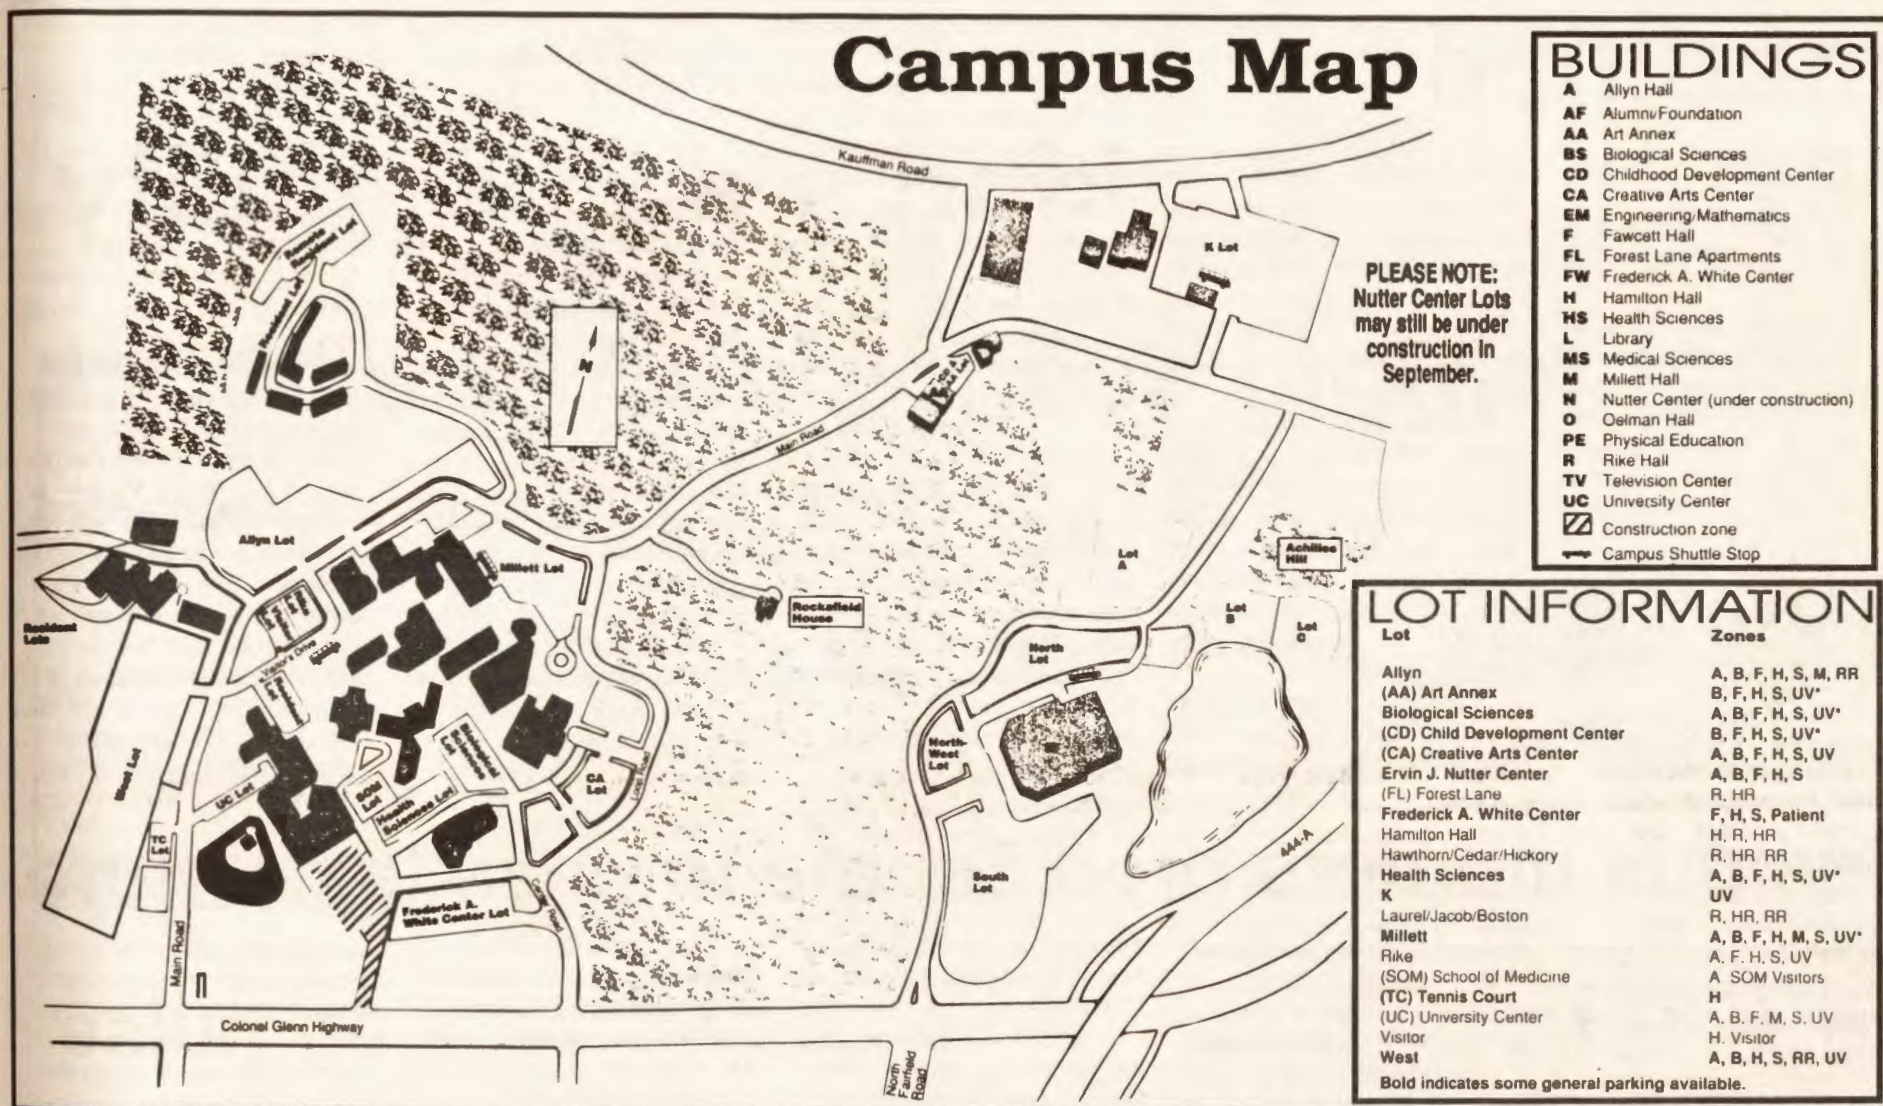 Campus Map
Kauffman Road
K Lot
PLEASE NOTE:
Nutter Center Lots
may still be under
construction in
September.
Resident Lot
Resident Lot
N
Main Road
Allyn Lot
Millett Lot
Rockafield
House
Lot
A
Achilles
Hill
Lot
B
Lot
C
North
Lot
North-
West
Lot
South
Lot
444-A
Resident
Lots
Visitor's Drive
West Lot
UC Lot
TC
Lot
SOM
Lot
Health
Sciences Lot
Biological
Sciences
Lot
CA
Lot
Loop Road
Frederick A.
White Center Lot
Center Road
Main Road
Colonel Glenn Highway
North
Fairfield
Road
BUILDINGS
A Allyn Hall
AF Alumni/Foundation
AA Art Annex
BS Biological Sciences
CD Childhood Development Center
CA Creative Arts Center
EM Engineering/Mathematics
F Fawcett Hall
FL Forest Lane Apartments
FW Frederick A. White Center
H Hamilton Hall
HS Health Sciences
L Library
MS Medical Sciences
M Millett Hall
N Nutter Center (under construction)
O Oelman Hall
PE Physical Education
R Rike Hall
TV Television Center
UC University Center
Construction zone
Campus Shuttle Stop
LOT INFORMATION
Lot Zones
Allyn A, B, F, H, S, M, RR
(AA) Art Annex B, F, H, S, UV*
Biological Sciences A, B, F, H, S, UV*
(CD) Child Development Center B, F, H, S, UV*
(CA) Creative Arts Center A, B, F, H, S, UV
Ervin J. Nutter Center A, B, F, H, S
(FL) Forest Lane R, HR
Frederick A. White Center F, H, S, Patient
Hamilton Hall H, R, HR
Hawthorn/Cedar/Hickory R, HR RR
Health Sciences A, B, F, H, S, UV*
K UV
Laurel/Jacob/Boston R, HR, RR
Millett A, B, F, H, M, S, UV*
Rike A. F. H. S. UV
(SOM) School of Medicine A SOM Visitors
(TC) Tennis Court H
(UC) University Center A. B. F. M, S. UV
Visitor H. Visitor
West A, B, H, S, RR, UV
Bold indicates some general parking available.